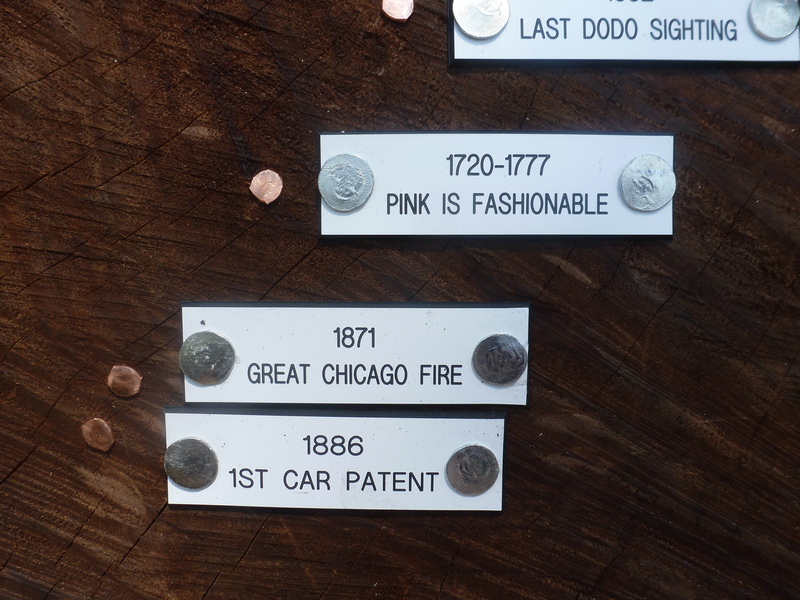 LAST DODO SIGHTING
1720-1777
PINK IS FASHIONABLE
1871
GREAT CHICAGO FIRE
1886
1ST CAR PATENT